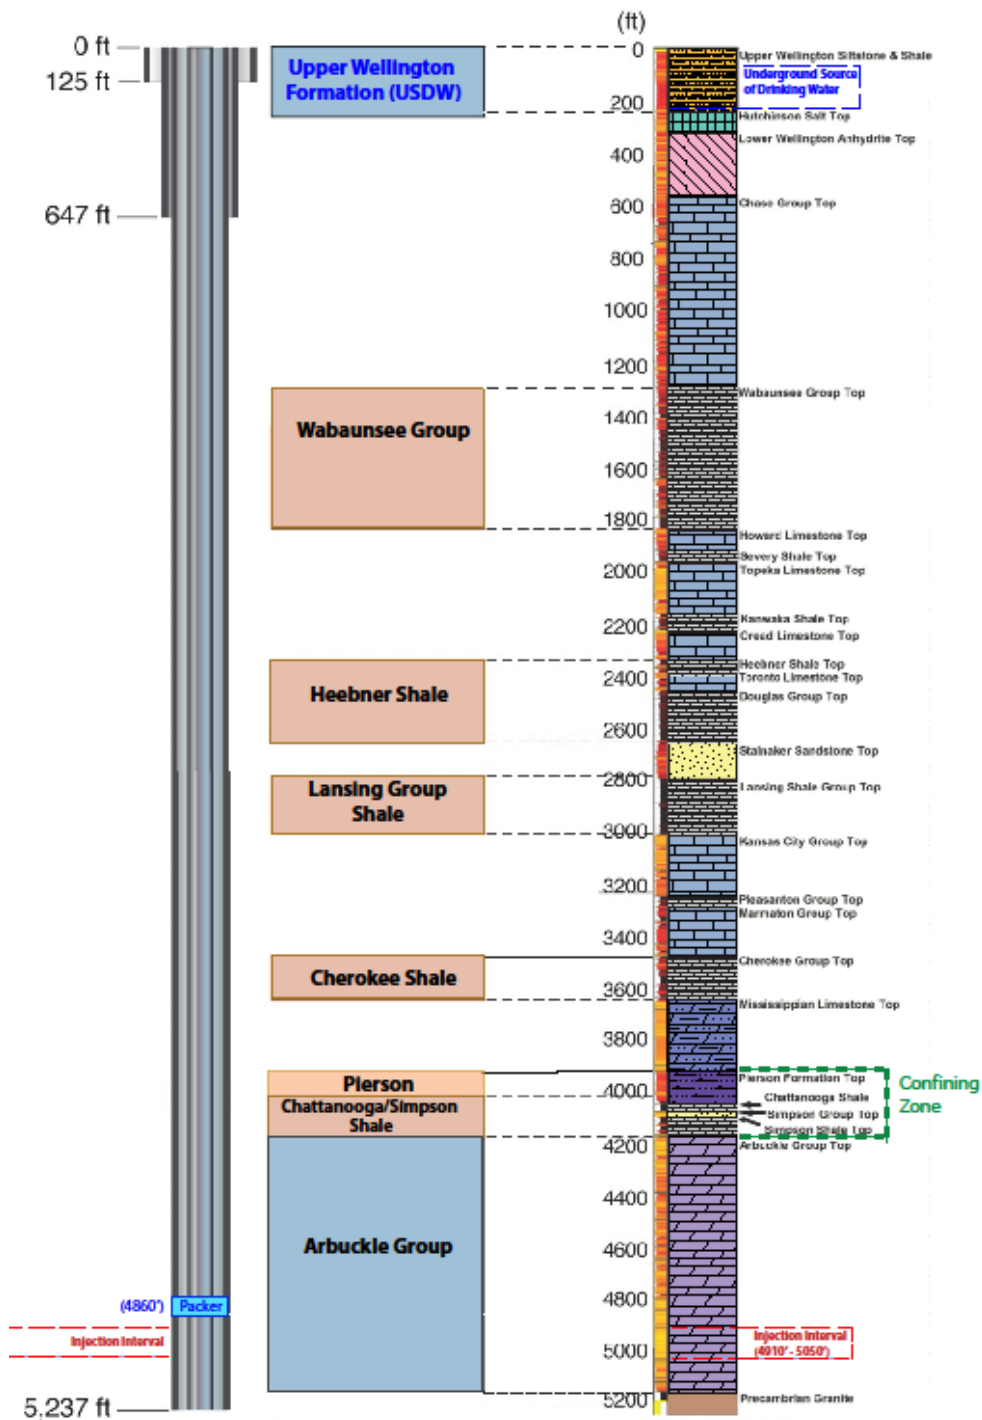 (ft)
0 ft
125 ft
647 ft
(4860')
Packer
Injection Interval
5,237 ft
Upper Wellington
Formation (USDW)
Wabaunsee Group
Heebner Shale
Lansing Group
Shale
Cherokee Shale
Pierson
Chattanooga/Simpson
Shale
Arbuckle Group
0
200
400
600
800
1000
1200
1400
1600
1800
2000
2200
2400
2600
2800
3000
3200
3400
3600
3800
4000
4200
4400
4600
4800
5000
5200
Upper Wellington Siltstone & Shale
Underground Source
of Drinking Water
Hutchinson Salt Top
Lower Wellington Anhydrite Top
Chase Group Top
Wabaunsee Group Top
Howard Limestone Top
Severy Shale Top
Topeka Limestone Top
Kanwaka Shale Top
Oread Limestone Top
Heebner Shale Top
Toronto Limestone Top
Douglas Group Top
Stalnaker Sandstone Top
Lansing Shale Group Top
Kansas City Group Top
Pleasanton Group Top
Marmaton Group Top
Cherokee Group Top
Mississippian Limestone Top
Pierson Formation Top
Chattanooga Shale
Simpson Group Top
Simpson Shale Top
Arbuckle Group Top
Confining
Zone
Injection Interval
(4910' - 5050')
Precambrian Granite